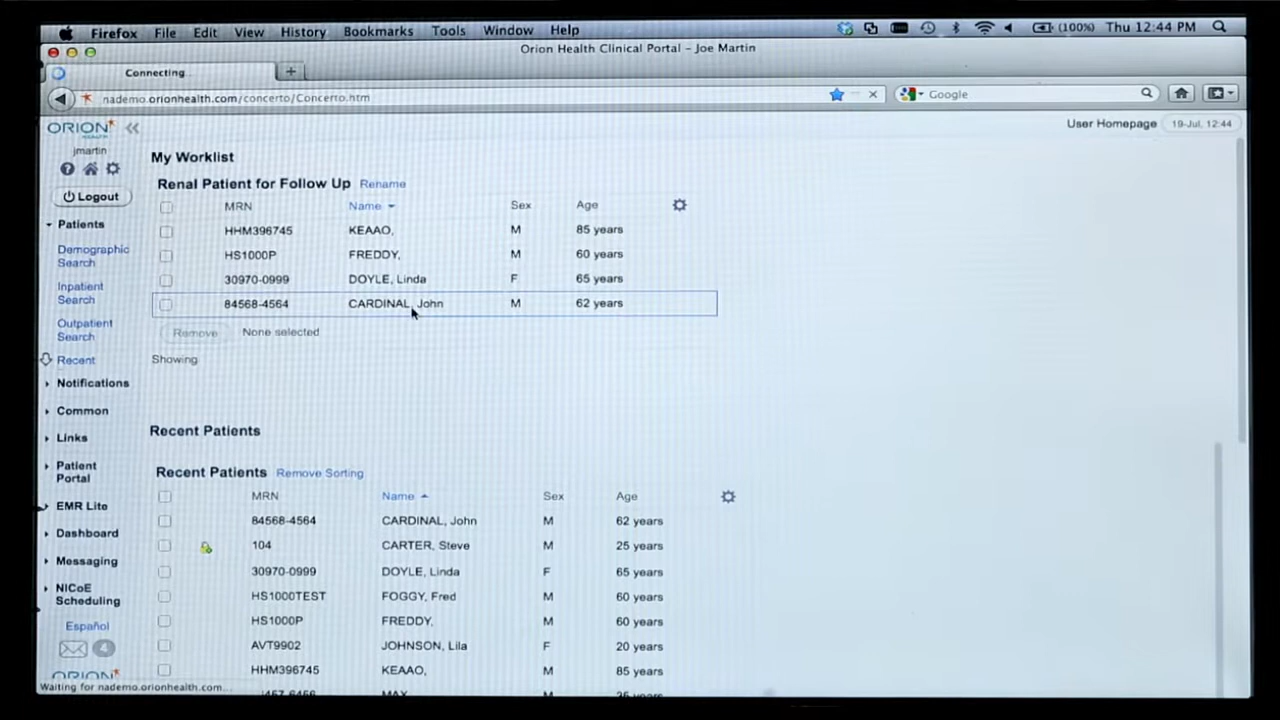 Firefox File Edit View History Bookmarks Tools Window Help (100%) Thu 12:44 PM
Orion Health Clinical Portal – Joe Martin
Connecting
nademo.orionhealth.com/concerto/Concerto.htm Google
ORION HEALTH
User Homepage 19-Jul, 12:44
jmartin
Logout
Patients
Demographic
Search
Inpatient
Search
Outpatient
Search
Recent
Notifications
Common
Links
Patient
Portal
EMR Lite
Dashboard
Messaging
NICoE
Scheduling
Español
4
ORION
My Worklist
Renal Patient for Follow Up Rename
MRN Name Sex Age
HHM396745 KEAAO, M 85 years
HS1000P FREDDY, M 60 years
30970-0999 DOYLE, Linda F 65 years
84568-4564 CARDINAL, John M 62 years
Remove None selected
Showing
Recent Patients
Recent Patients Remove Sorting
MRN Name Sex Age
84568-4564 CARDINAL, John M 62 years
104 CARTER, Steve M 25 years
30970-0999 DOYLE, Linda F 65 years
HS1000TEST FOGGY, Fred M 60 years
HS1000P FREDDY, M 60 years
AVT9902 JOHNSON, Lila F 20 years
HHM396745 KEAAO, M 85 years
MAX M
Waiting for nademo.orionhealth.com...